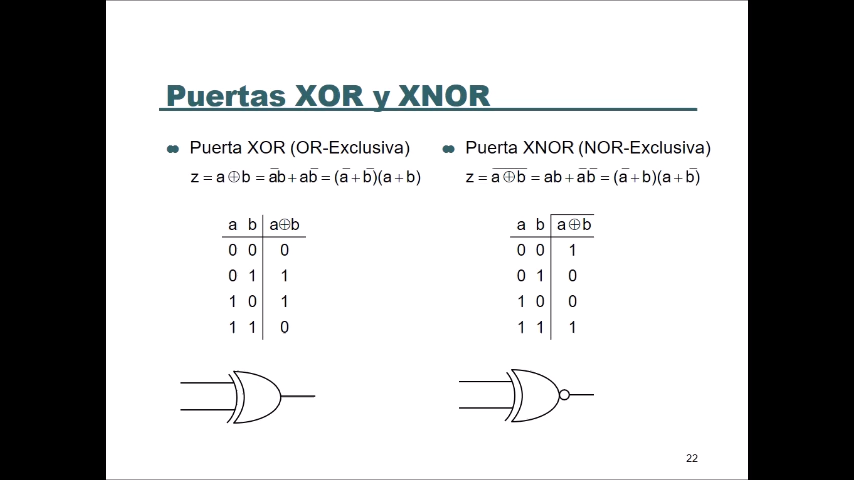 Puertas XOR y XNOR
Puerta XOR (OR-Exclusiva)
z = a ⊕ b = a̅b + ab̅ = (a̅ + b̅)(a + b)
a b a⊕b
0 0 0
0 1 1
1 0 1
1 1 0
Puerta XNOR (NOR-Exclusiva)
z = a̅ ̅⊕̅ ̅b̅ = ab + a̅b̅ = (a̅ + b)(a + b̅)
a b a̅ ̅⊕̅ ̅b̅
0 0 1
0 1 0
1 0 0
1 1 1
22